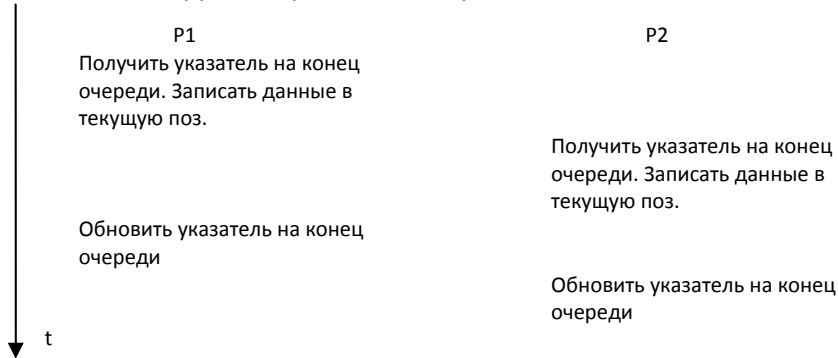 P1
P2
Получить указатель на конец
очереди. Записать данные в
текущую поз.
Получить указатель на конец
очереди. Записать данные в
текущую поз.
Обновить указатель на конец
очереди
Обновить указатель на конец
очереди
t